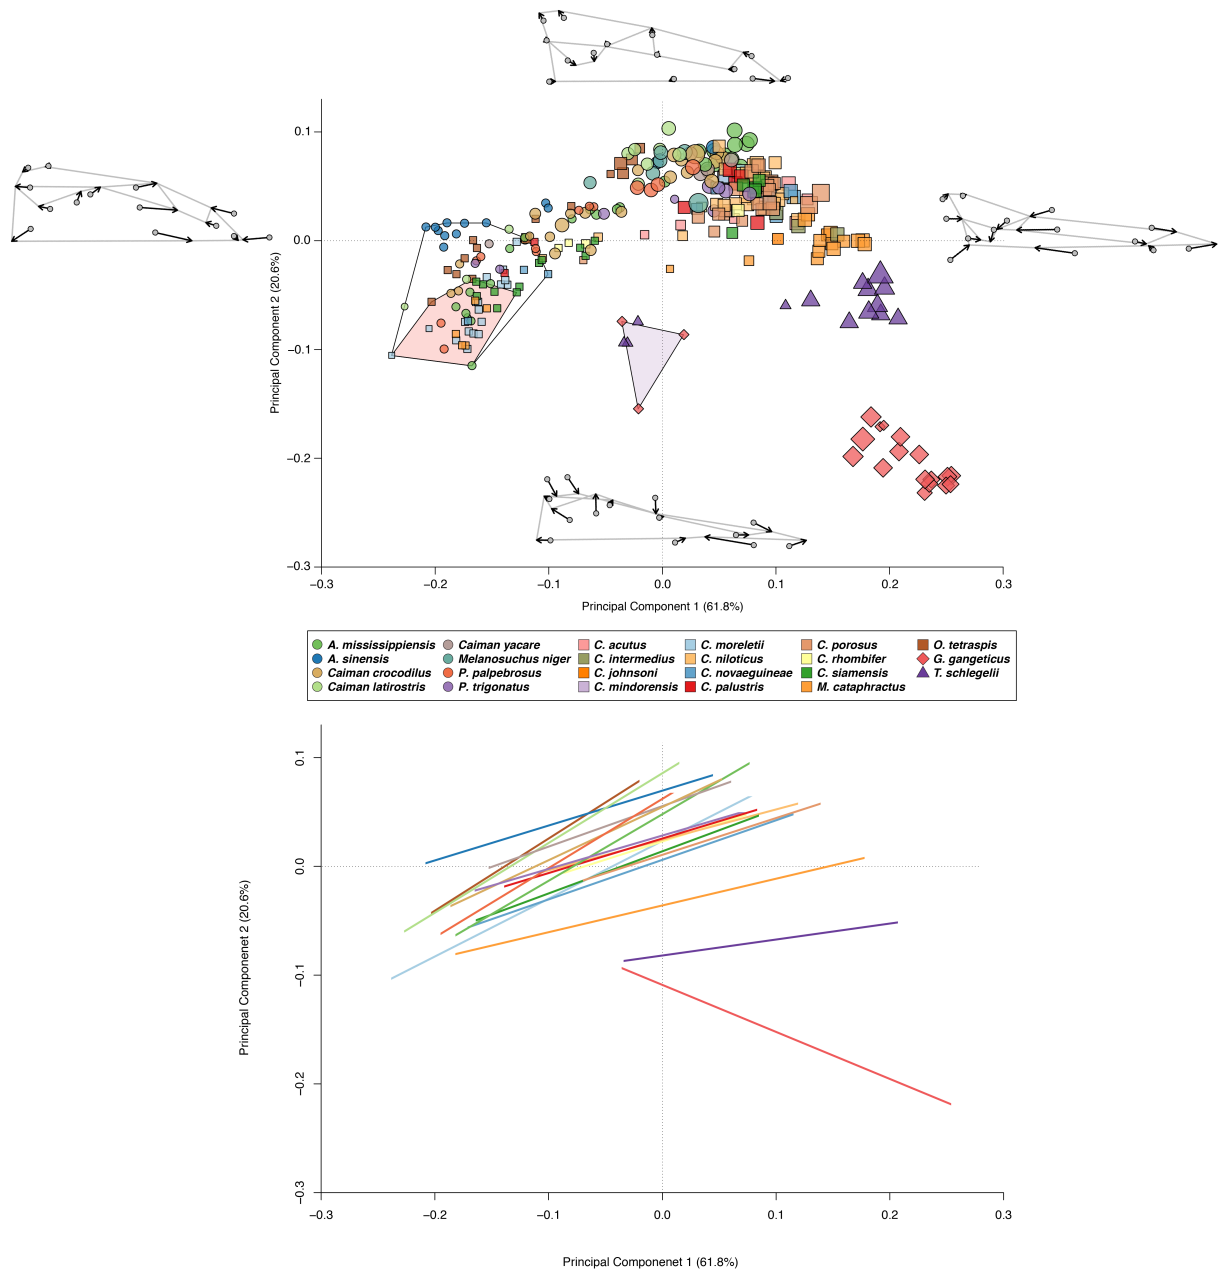 0.1
0.0
−0.1
−0.2
−0.3
Principal Component 2 (20.6%)
−0.3 −0.2 −0.1 0.0 0.1 0.2 0.3
Principal Component 1 (61.8%)
A. mississippiensis Caiman yacare C. acutus C. moreletii C. porosus O. tetraspis
A. sinensis Melanosuchus niger C. intermedius C. niloticus C. rhombifer G. gangeticus
Caiman crocodilus P. palpebrosus C. johnsoni C. novaeguineae C. siamensis T. schlegelii
Caiman latirostris P. trigonatus C. mindorensis C. palustris M. cataphractus
0.1
0.0
−0.1
−0.2
−0.3
Principal Componenet 2 (20.6%)
−0.3 −0.2 −0.1 0.0 0.1 0.2 0.3
Principal Componenet 1 (61.8%)